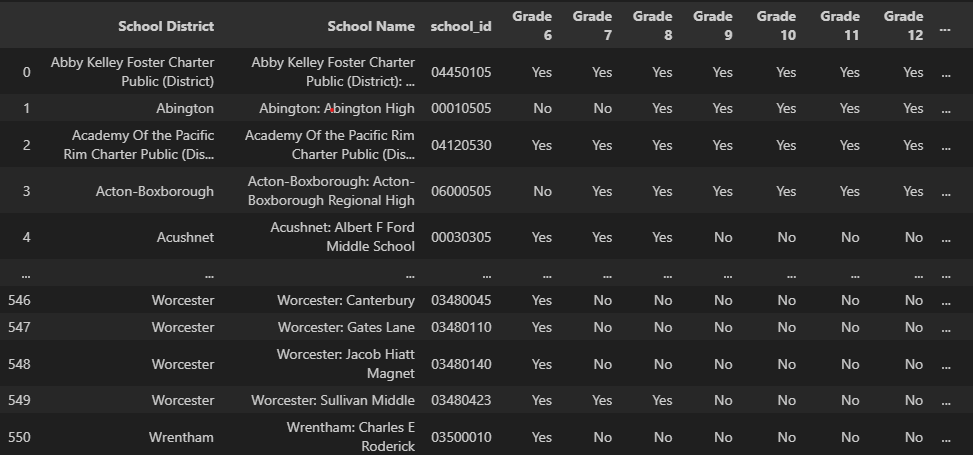 School District School Name school_id Grade 6 Grade 7 Grade 8 Grade 9 Grade 10 Grade 11 Grade 12 ...
0 Abby Kelley Foster Charter Public (District) Abby Kelley Foster Charter Public (District): ... 04450105 Yes Yes Yes Yes Yes Yes Yes ...
1 Abington Abington: Abington High 00010505 No No Yes Yes Yes Yes Yes ...
2 Academy Of the Pacific Rim Charter Public (Dis... Academy Of the Pacific Rim Charter Public (Dis... 04120530 Yes Yes Yes Yes Yes Yes Yes ...
3 Acton-Boxborough Acton-Boxborough: Acton-Boxborough Regional High 06000505 No Yes Yes Yes Yes Yes Yes ...
4 Acushnet Acushnet: Albert F Ford Middle School 00030305 Yes Yes Yes No No No No ...
... ... ... ... ... ... ... ... ... ... ... ...
546 Worcester Worcester: Canterbury 03480045 Yes No No No No No No ...
547 Worcester Worcester: Gates Lane 03480110 Yes No No No No No No ...
548 Worcester Worcester: Jacob Hiatt Magnet 03480140 Yes No No No No No No ...
549 Worcester Worcester: Sullivan Middle 03480423 Yes Yes Yes No No No No ...
550 Wrentham Wrentham: Charles E Roderick 03500010 Yes No No No No No No ...